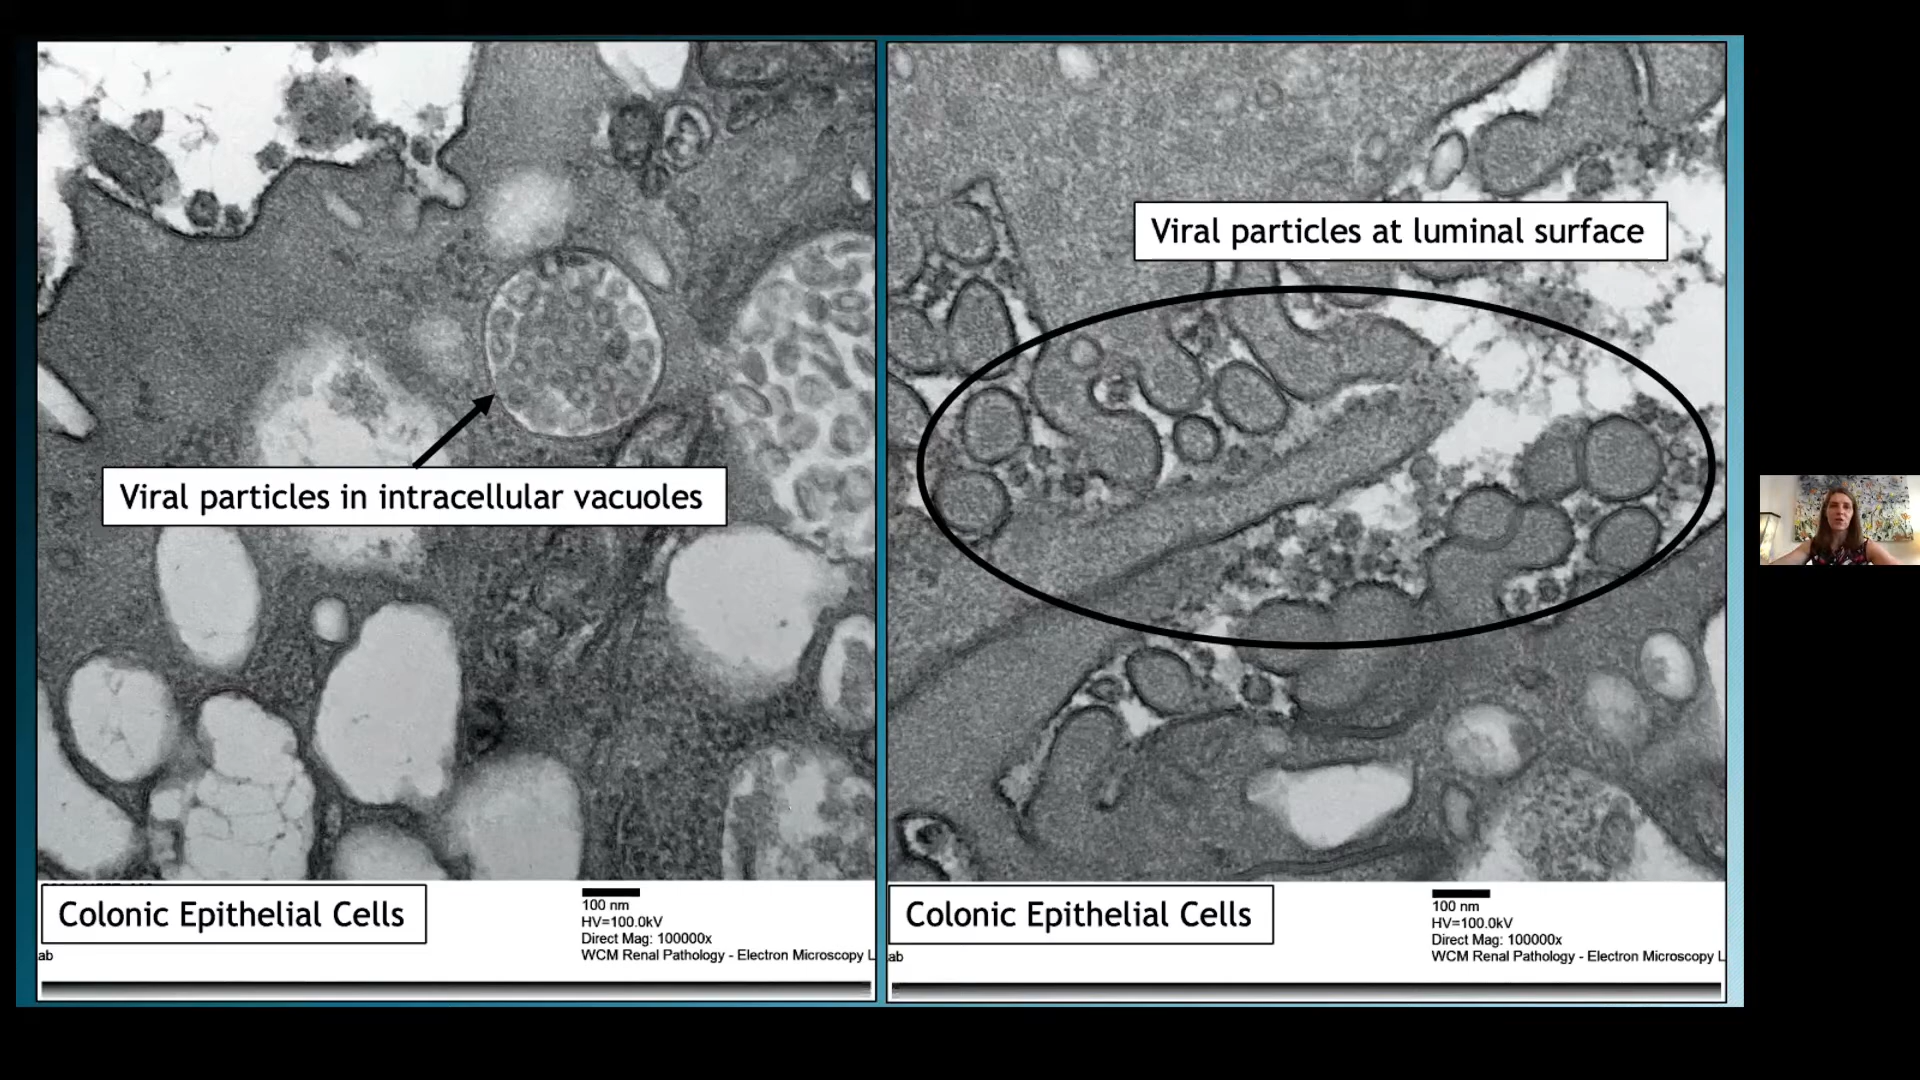 Viral particles in intracellular vacuoles
Colonic Epithelial Cells
100 nm
HV=100.0kV
Direct Mag: 100000x
WCM Renal Pathology - Electron Microscopy L
ab
Viral particles at luminal surface
Colonic Epithelial Cells
100 nm
HV=100.0kV
Direct Mag: 100000x
WCM Renal Pathology - Electron Microscopy L
ab